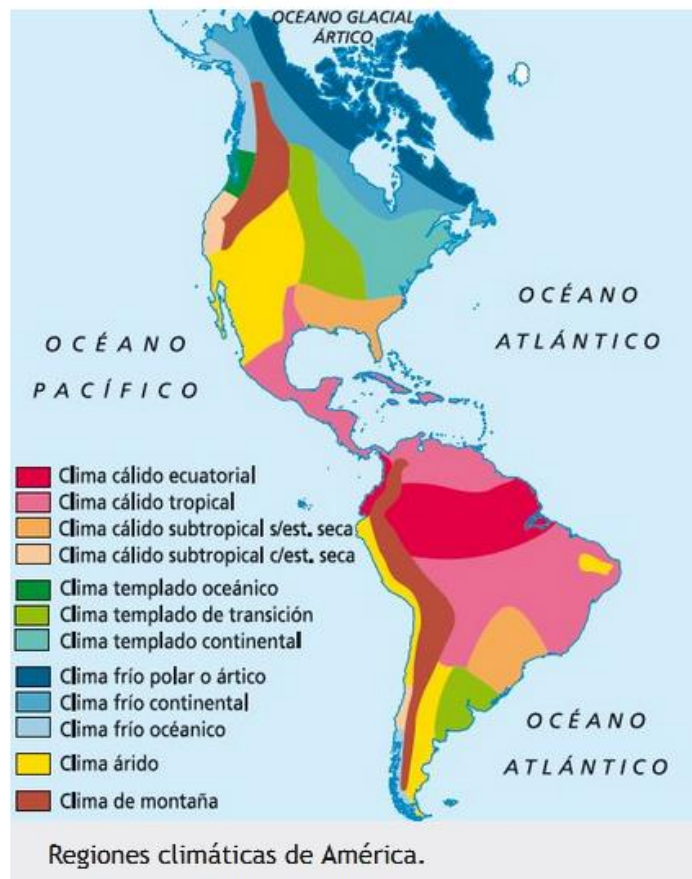 OCÉANO GLACIAL
ÁRTICO
OCÉANO
ATLÁNTICO
OCÉANO
PACÍFICO
Clima cálido ecuatorial
Clima cálido tropical
Clima cálido subtropical s/est. seca
Clima cálido subtropical c/est. seca
Clima templado oceánico
Clima templado de transición
Clima templado continental
Clima frío polar o ártico
Clima frío continental
Clima frío océanico
Clima árido
Clima de montaña
OCÉANO
ATLÁNTICO
Regiones climáticas de América.